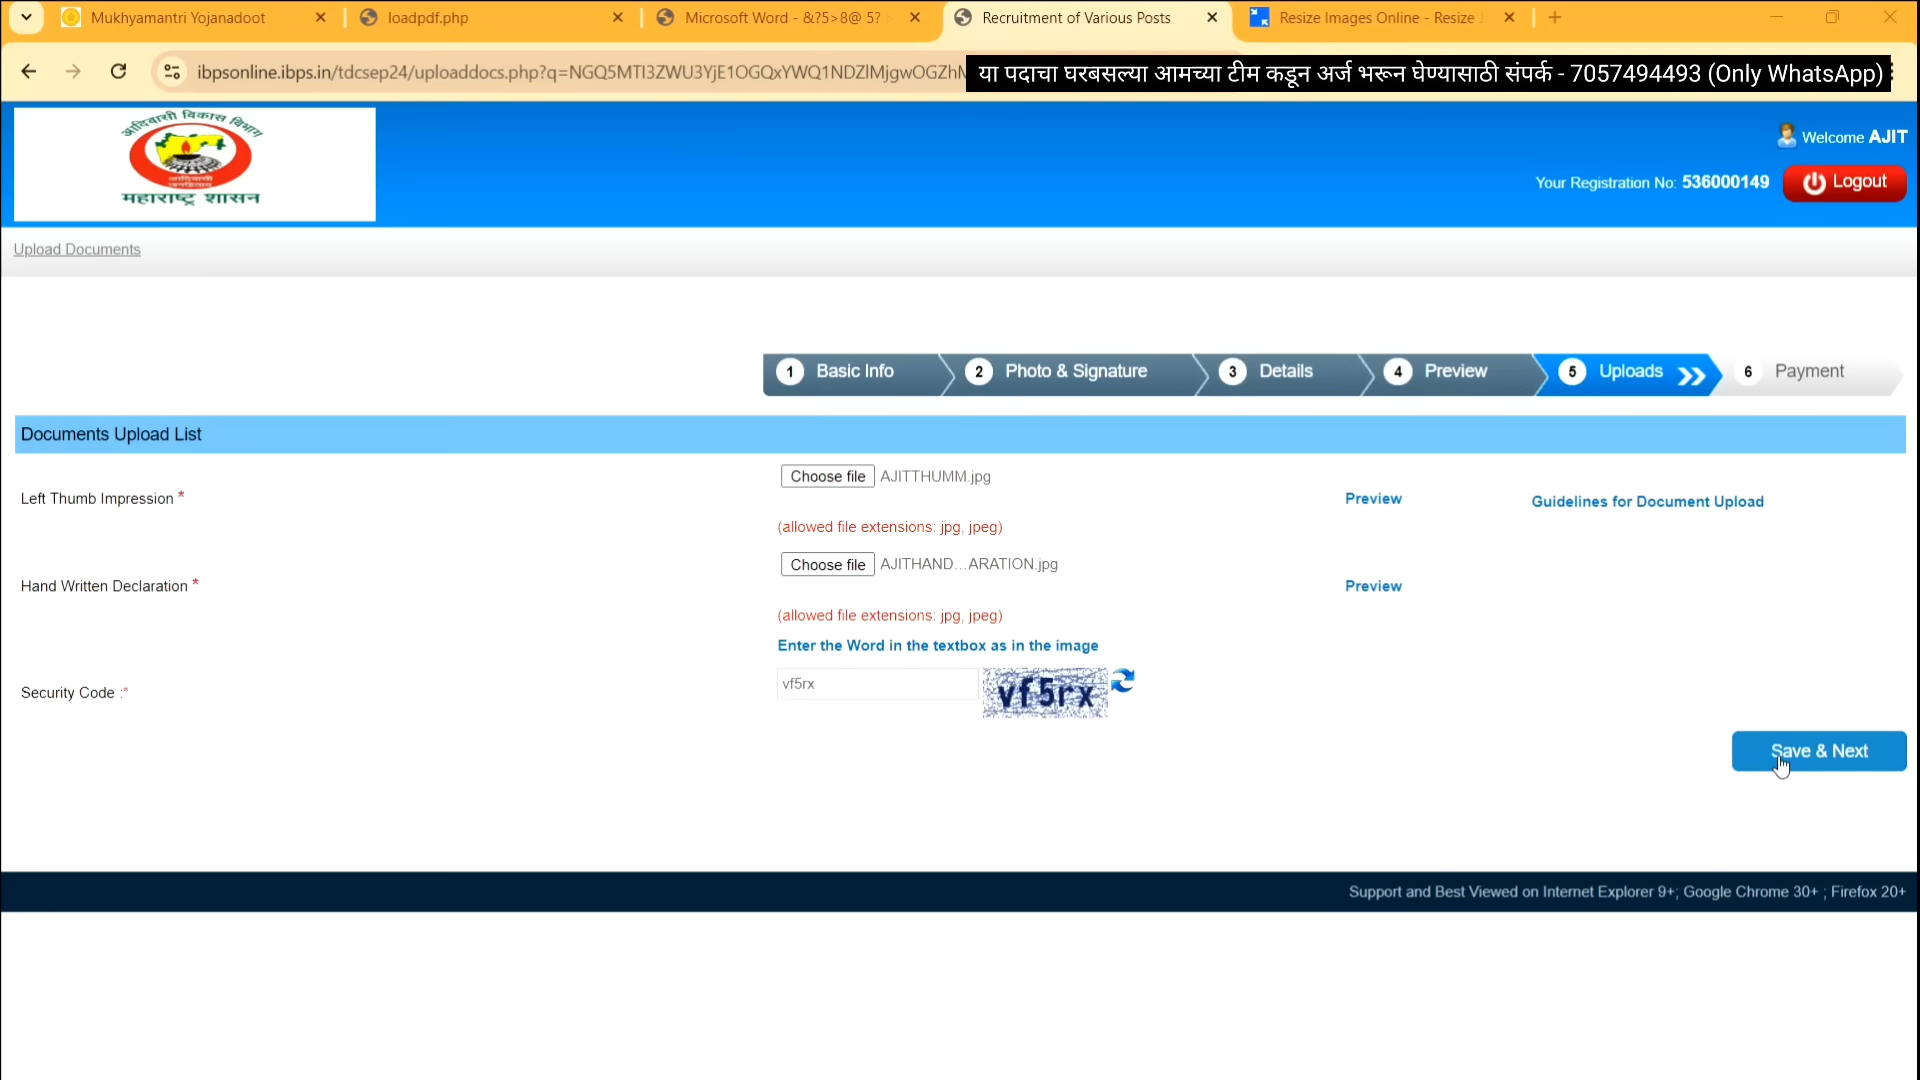 Mukhyamantri Yojanadoot
loadpdf.php
Microsoft Word - &?5>8@ 5?
Recruitment of Various Posts
Resize Images Online - Resize
ibpsonline.ibps.in/tdcsep24/uploaddocs.php?q=NGQ5MTI3ZWU3YjE1OGQxYWQ1NDZlMjgwOGZhM
या पदाचा घरबसल्या आमच्या टीम कडून अर्ज भरून घेण्यासाठी संपर्क - 7057494493 (Only WhatsApp)
आदिवासी विकास विभाग
महाराष्ट्र शासन
Welcome AJIT
Your Registration No: 536000149
Logout
Upload Documents
1 Basic Info
2 Photo & Signature
3 Details
4 Preview
5 Uploads
6 Payment
Documents Upload List
Left Thumb Impression *
Choose file AJITTHUMM.jpg
(allowed file extensions: jpg, jpeg)
Preview
Guidelines for Document Upload
Hand Written Declaration *
Choose file AJITHAND...ARATION.jpg
(allowed file extensions: jpg, jpeg)
Preview
Enter the Word in the textbox as in the image
Security Code :*
vf5rx
vf5rx
Save & Next
Support and Best Viewed on Internet Explorer 9+; Google Chrome 30+ ; Firefox 20+